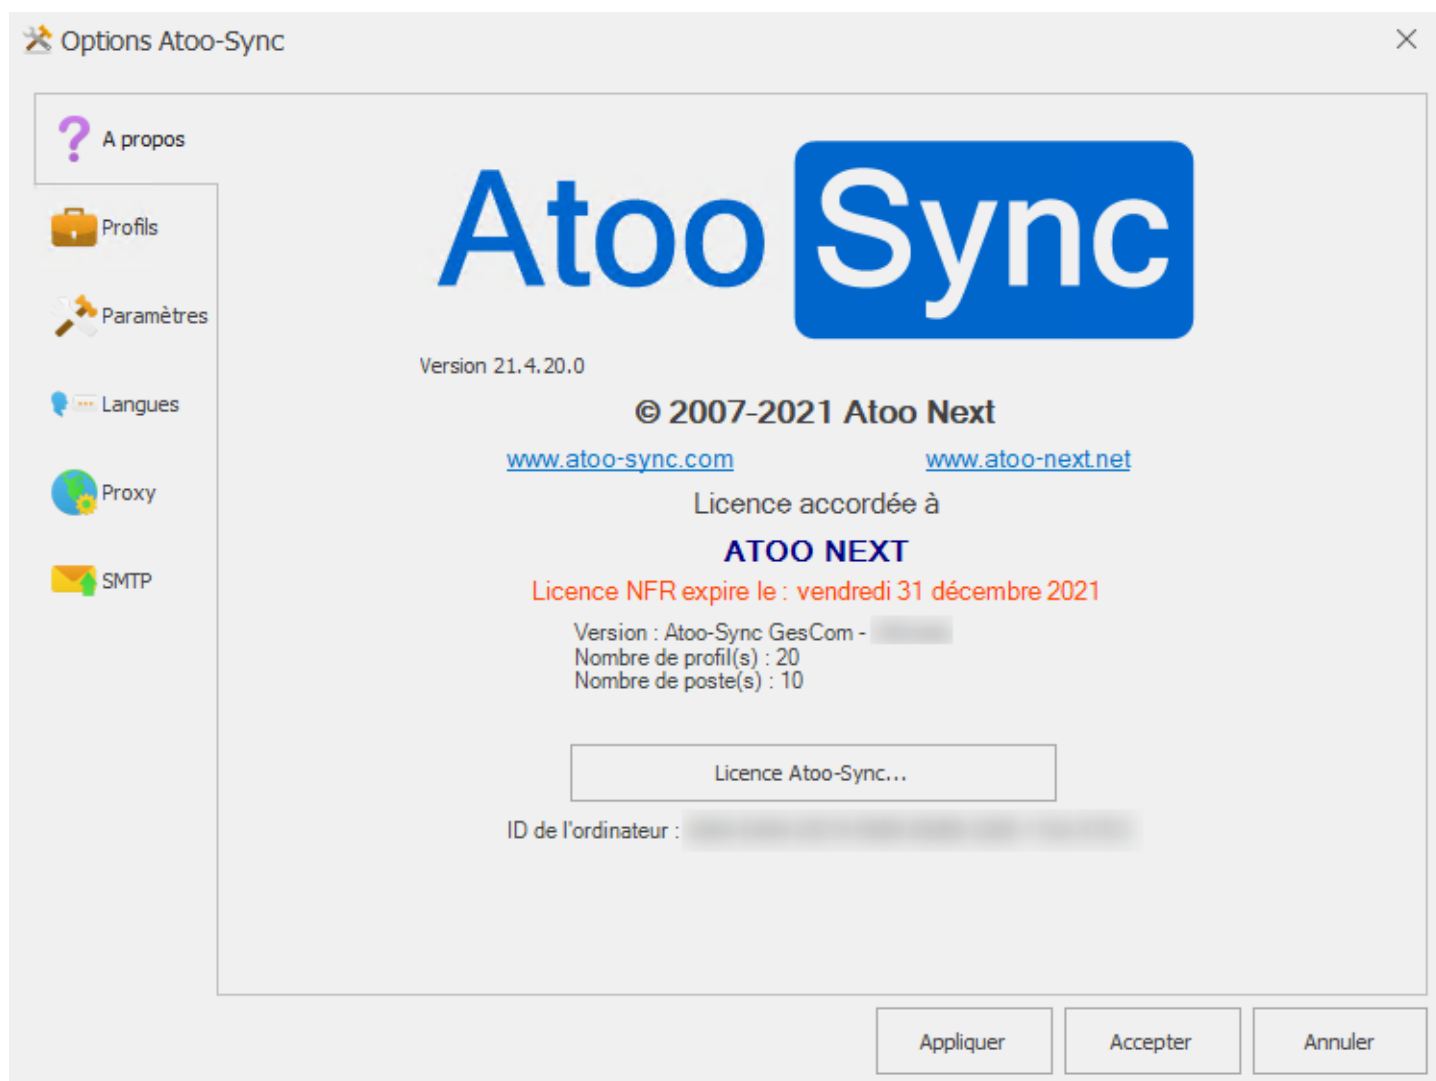 Options Atoo-Sync
A propos
Profils
Paramètres
Langues
Proxy
SMTP
Atoo Sync
Version 21.4.20.0
© 2007-2021 Atoo Next
www.atoo-sync.com www.atoo-next.net
Licence accordée à
ATOO NEXT
Licence NFR expire le : vendredi 31 décembre 2021
Version : Atoo-Sync GesCom -
Nombre de profil(s) : 20
Nombre de poste(s) : 10
Licence Atoo-Sync...
ID de l'ordinateur :
Appliquer Accepter Annuler